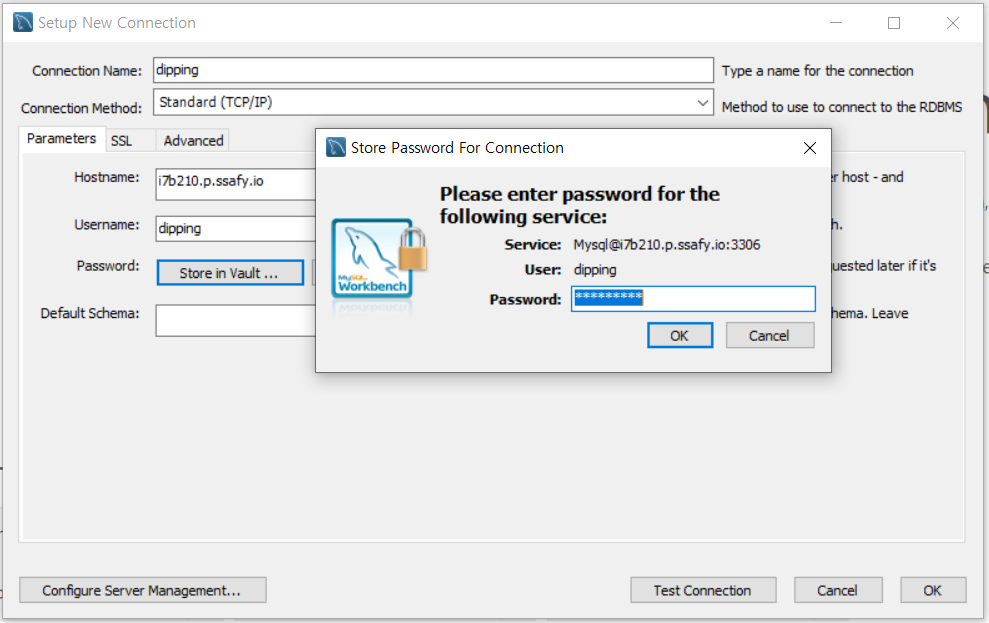 Setup New Connection
Connection Name: dipping Type a name for the connection
Connection Method: Standard (TCP/IP) Method to use to connect to the RDBMS
Parameters SSL Advanced
Hostname: i7b210.p.ssafy.io host - and
Username: dipping
Password: Store in Vault ... later if it's
Default Schema: Leave
Store Password For Connection
Please enter password for the
following service:
Service: Mysql@i7b210.p.ssafy.io:3306
User: dipping
Password: *********
OK Cancel
MySQL
Workbench
Configure Server Management... Test Connection Cancel OK